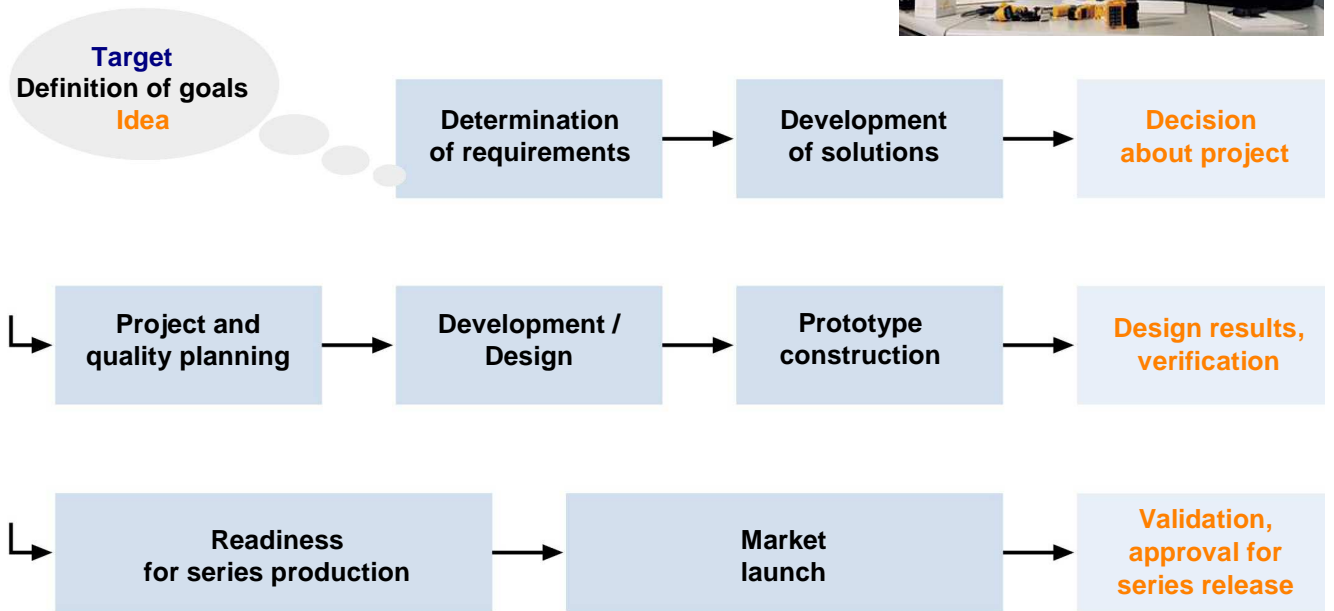 Target
Definition of goals
Idea
Determination
of requirements
Development
of solutions
Decision
about project
Project and
quality planning
Development /
Design
Prototype
construction
Design results,
verification
Readiness
for series production
Market
launch
Validation,
approval for
series release